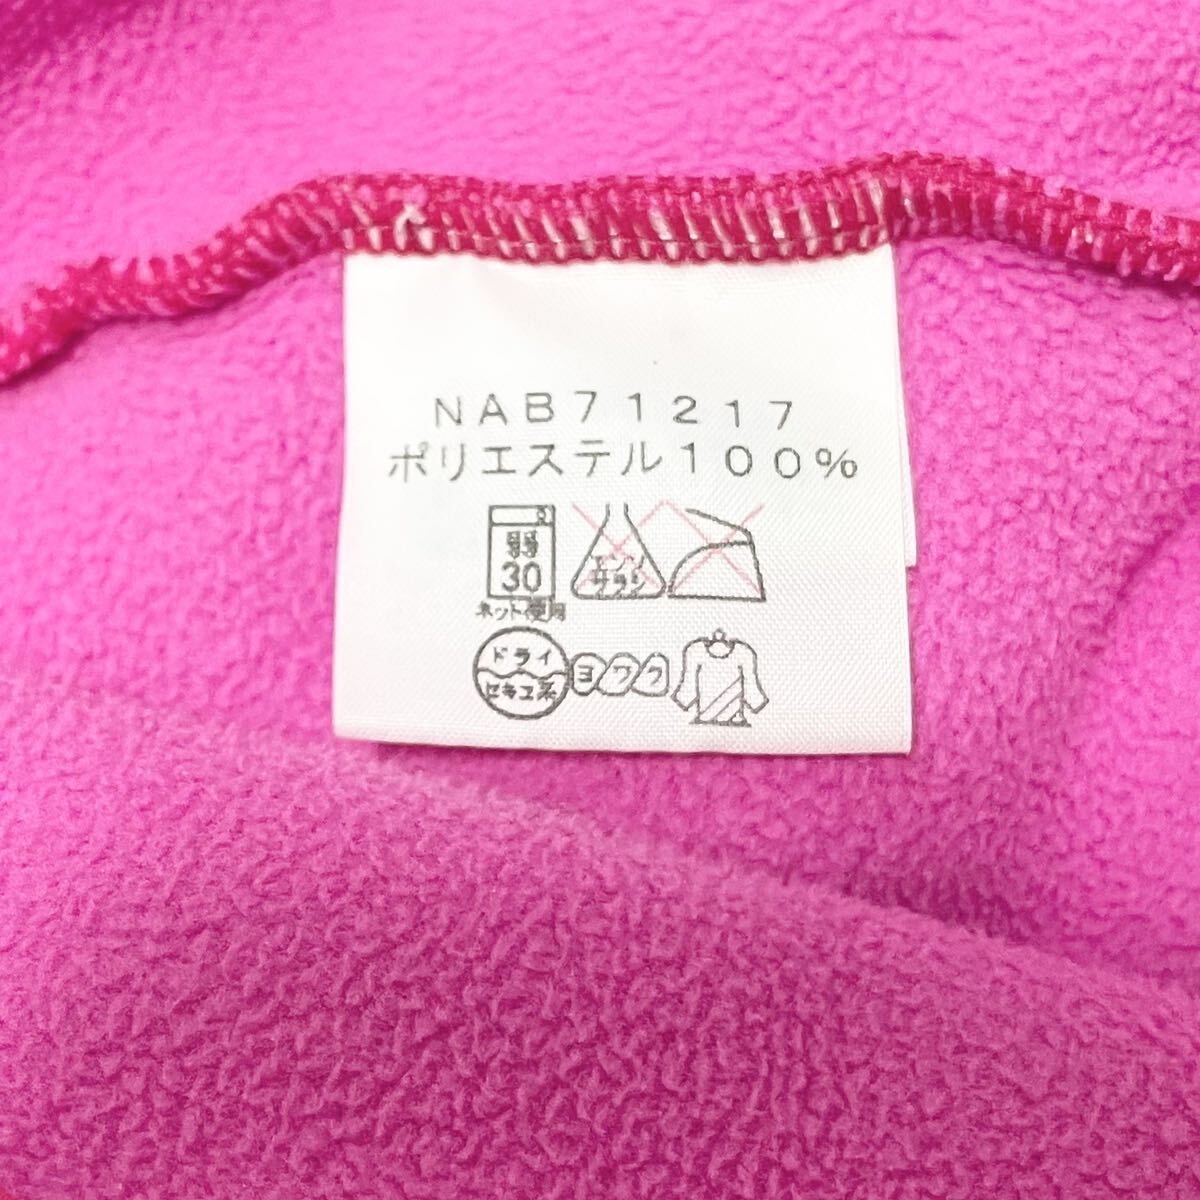 NAB71217
ポリエステル100%
弱
30
ネット使用
エンソ
サラシ
ドライ
セキユ系
ヨワク